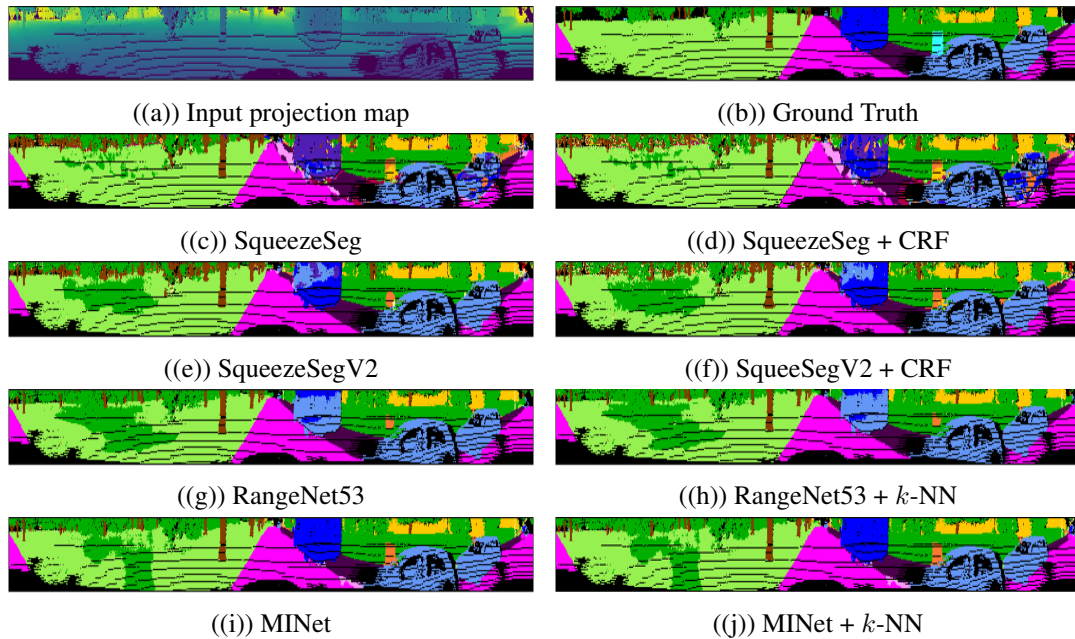 ((a)) Input projection map
((b)) Ground Truth
((c)) SqueezeSeg
((d)) SqueezeSeg + CRF
((e)) SqueezeSegV2
((f)) SqueeSegV2 + CRF
((g)) RangeNet53
((h)) RangeNet53 + k-NN
((i)) MINet
((j)) MINet + k-NN